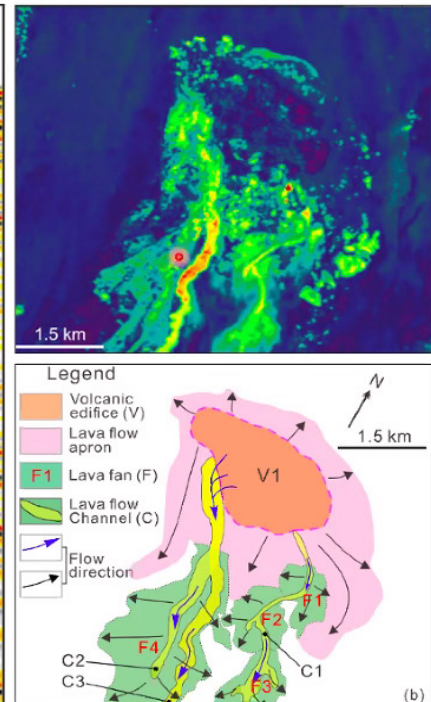 1.5 km
Legend
Volcanic
edifice (V)
Lava flow
apron
F1 Lava fan (F)
Lava flow
Channel (C)
Flow
direction
N
1.5 km
V1
F1
F2
F4
C2
C1
C3
F3
(b)